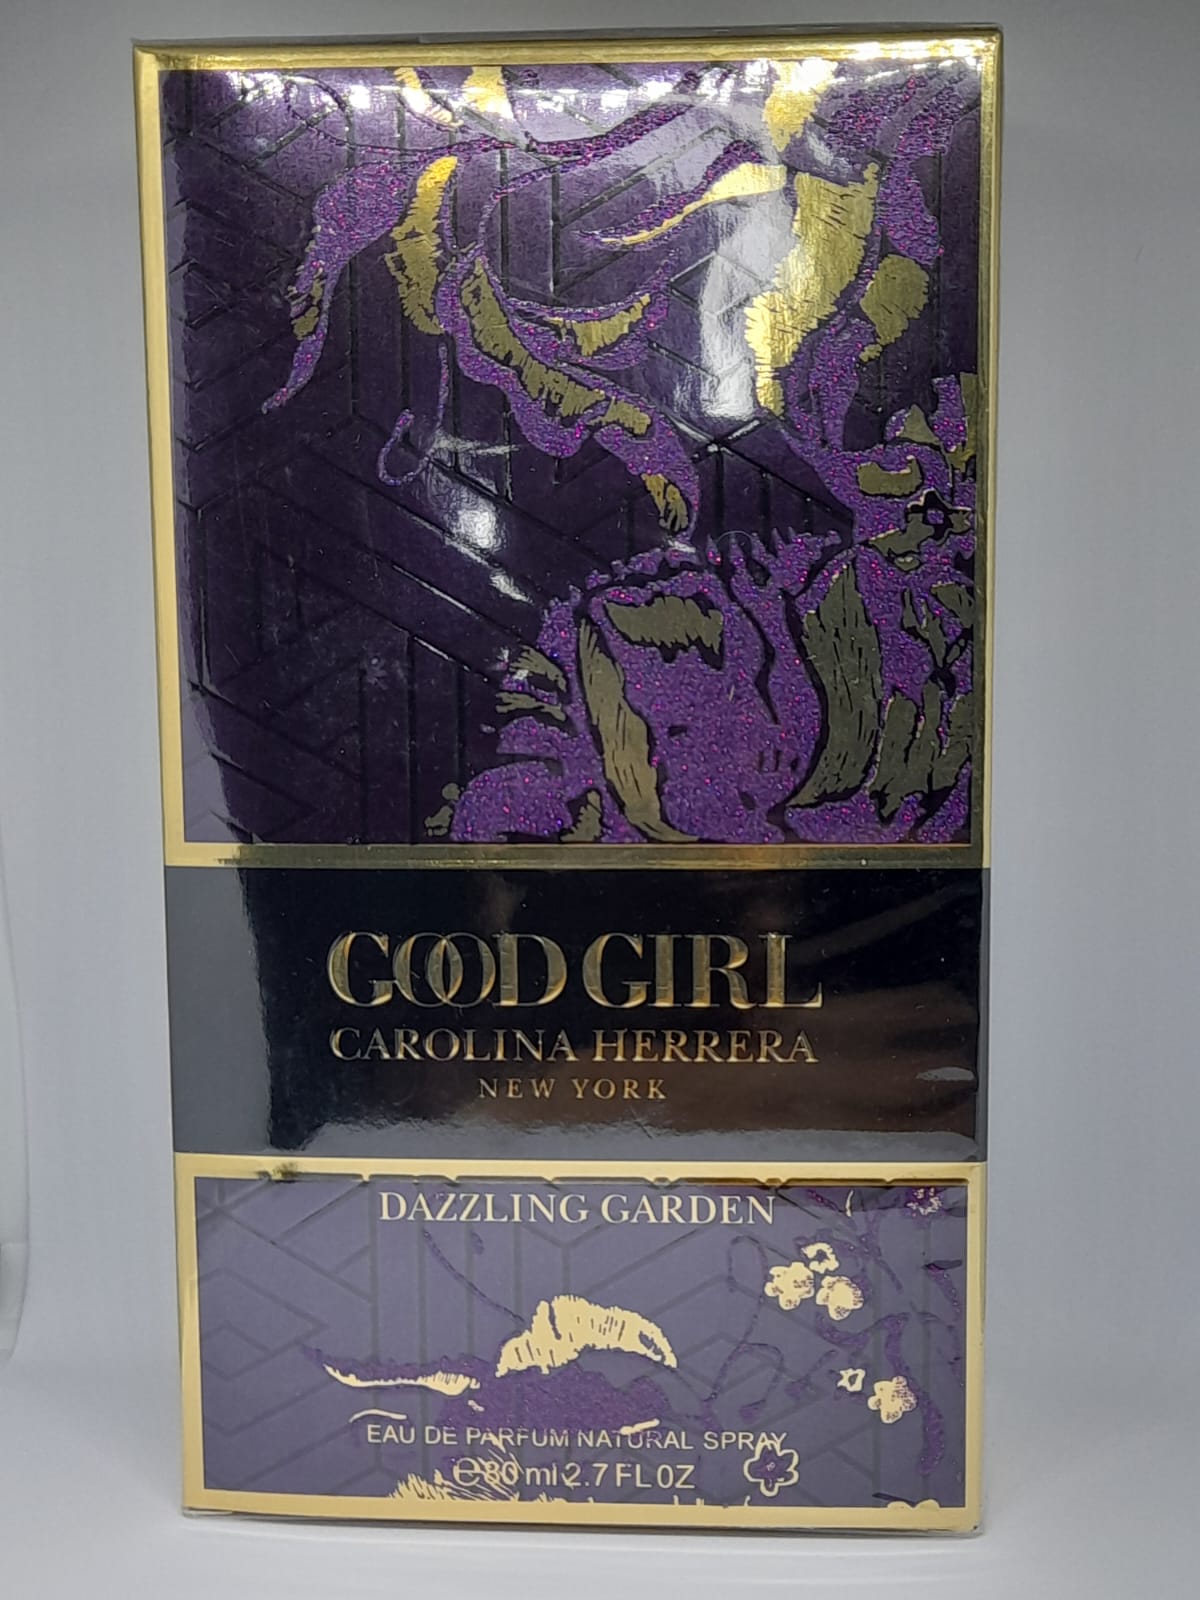 GOOD GIRL
CAROLINA HERRERA
NEW YORK
DAZZLING GARDEN
EAU DE PARFUM NATURAL SPRAY
℮80 ml 2.7 FL OZ